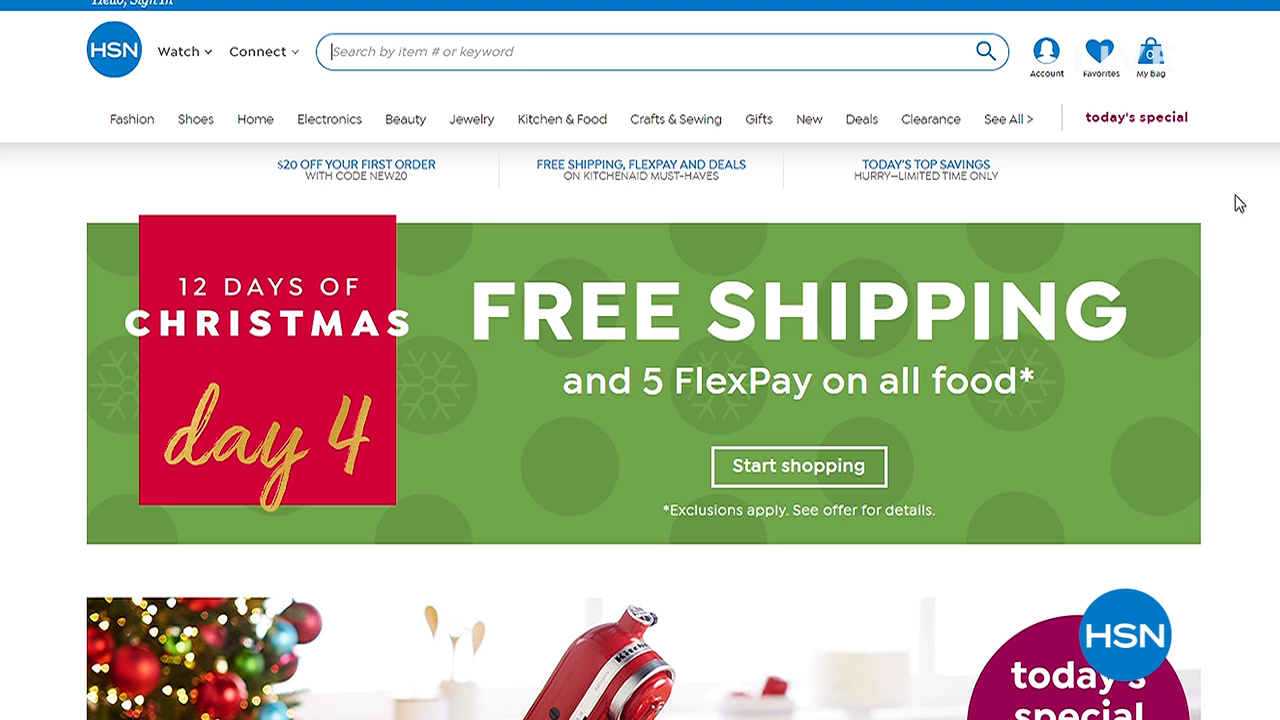 Hello, Sign In
HSN
Watch
Connect
Search by item # or keyword
Account
Favorites
0
My Bag
LIVE
Fashion
Shoes
Home
Electronics
Beauty
Jewelry
Kitchen & Food
Crafts & Sewing
Gifts
New
Deals
Clearance
See All >
today's special
$20 OFF YOUR FIRST ORDER
WITH CODE NEW20
FREE SHIPPING, FLEXPAY AND DEALS
ON KITCHENAID MUST-HAVES
TODAY'S TOP SAVINGS
HURRY—LIMITED TIME ONLY
12 DAYS OF
CHRISTMAS
day 4
FREE SHIPPING
and 5 FlexPay on all food*
Start shopping
*Exclusions apply. See offer for details.
HSN
today's
special